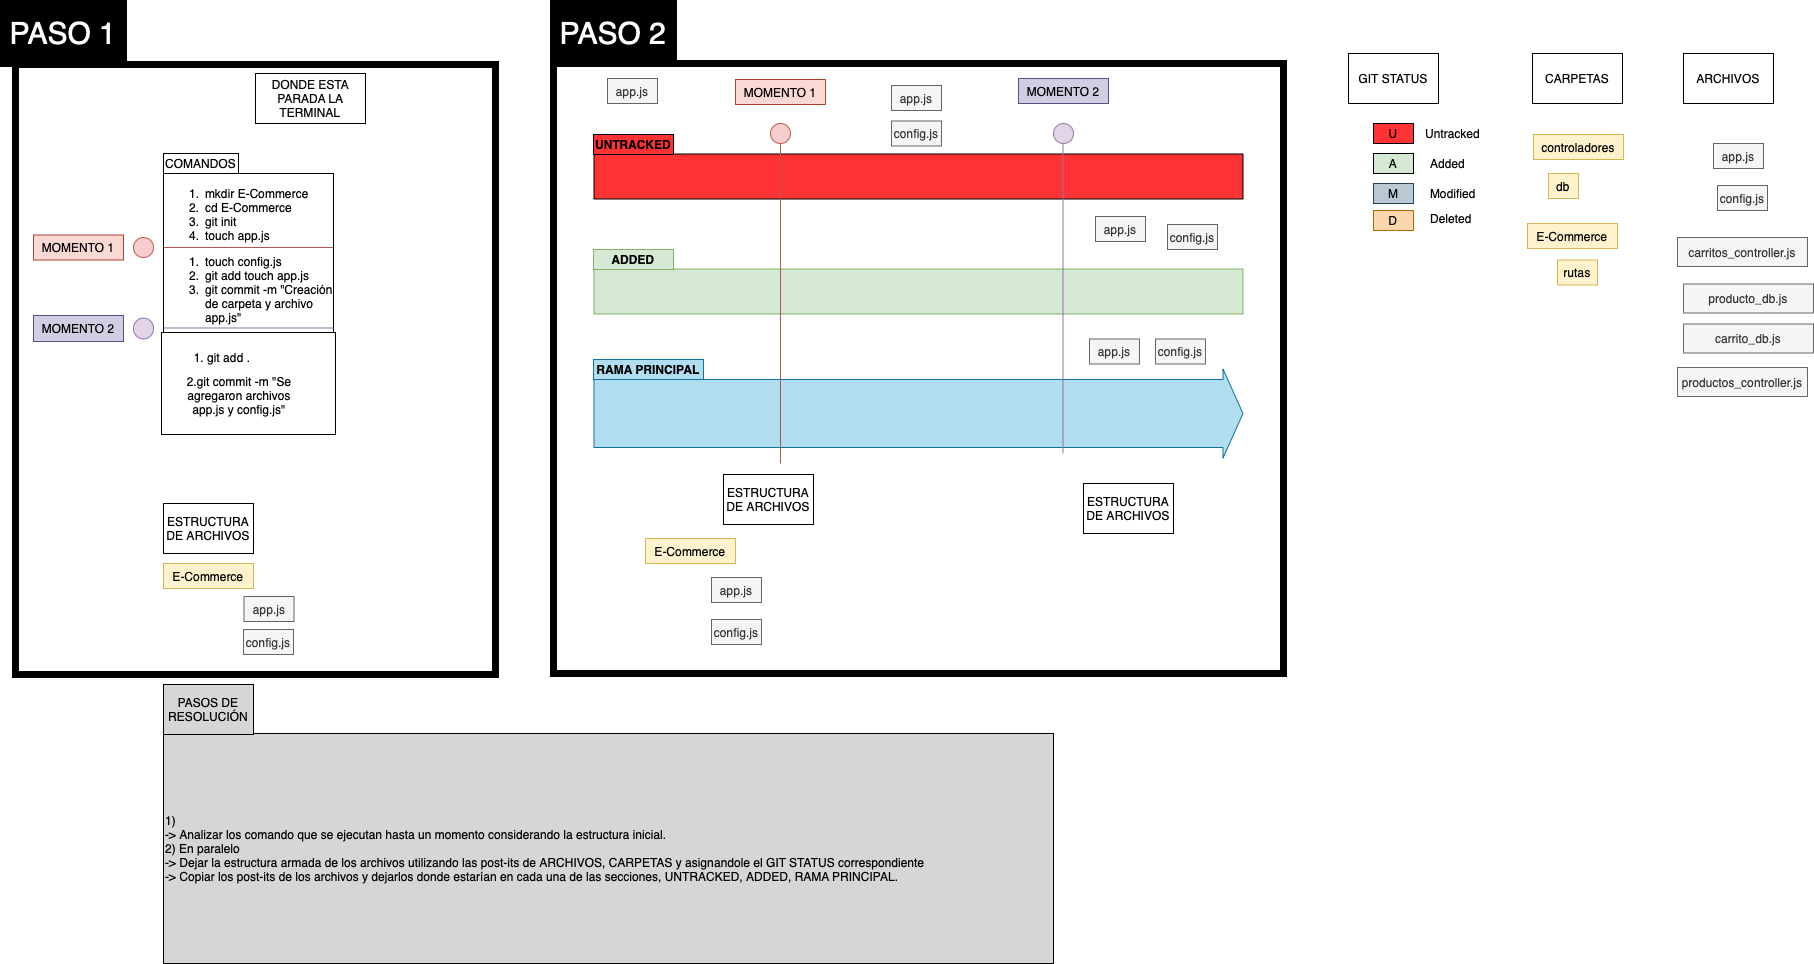 PASO 1
DONDE ESTA
PARADA LA
TERMINAL
COMANDOS
1. mkdir E-Commerce
2. cd E-Commerce
3. git init
4. touch app.js
MOMENTO 1
1. touch config.js
2. git add touch app.js
3. git commit -m "Creación
de carpeta y archivo
app.js"
MOMENTO 2
1. git add .
2.git commit -m "Se
agregaron archivos
app.js y config.js"
ESTRUCTURA
DE ARCHIVOS
E-Commerce
app.js
config.js
PASO 2
app.js
MOMENTO 1
app.js
config.js
MOMENTO 2
UNTRACKED
app.js
config.js
ADDED
app.js
config.js
RAMA PRINCIPAL
ESTRUCTURA
DE ARCHIVOS
ESTRUCTURA
DE ARCHIVOS
E-Commerce
app.js
config.js
GIT STATUS
U Untracked
A Added
M Modified
D Deleted
CARPETAS
controladores
db
E-Commerce
rutas
ARCHIVOS
app.js
config.js
carritos_controller.js
producto_db.js
carrito_db.js
productos_controller.js
PASOS DE
RESOLUCIÓN
1)
-> Analizar los comando que se ejecutan hasta un momento considerando la estructura inicial.
2) En paralelo
-> Dejar la estructura armada de los archivos utilizando las post-its de ARCHIVOS, CARPETAS y asignandole el GIT STATUS correspondiente
-> Copiar los post-its de los archivos y dejarlos donde estarían en cada una de las secciones, UNTRACKED, ADDED, RAMA PRINCIPAL.